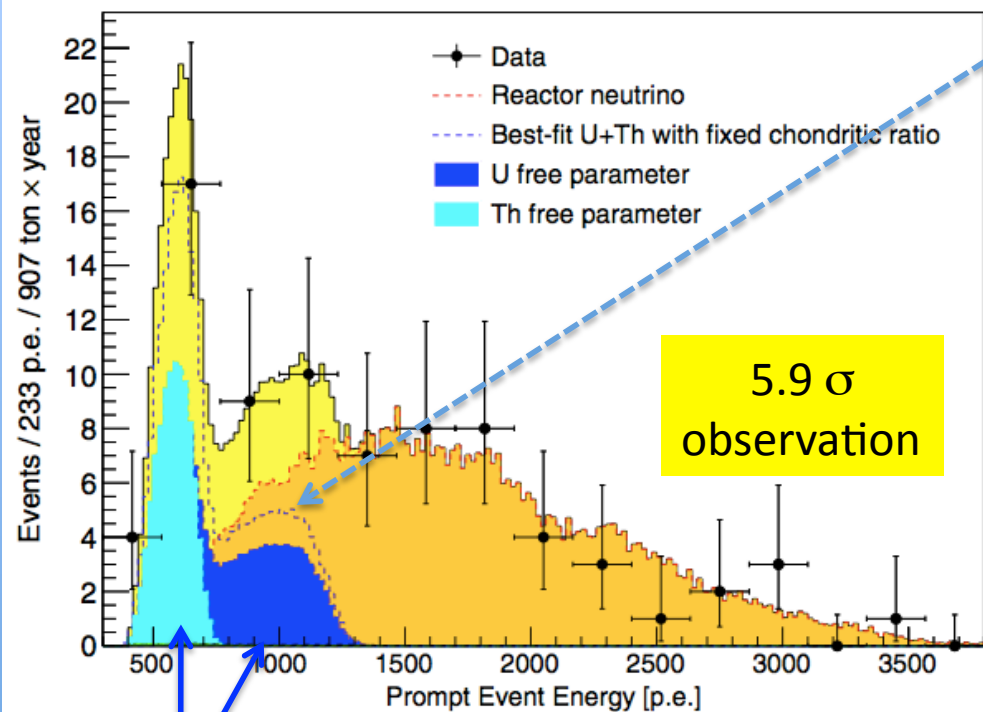 22
20
18
16
14
12
10
8
6
4
2
0
Events / 233 p.e. / 907 ton × year
Data
Reactor neutrino
Best-fit U+Th with fixed chondritic ratio
U free parameter
Th free parameter
5.9 σ
observation
500 1000 1500 2000 2500 3000 3500
Prompt Event Energy [p.e.]